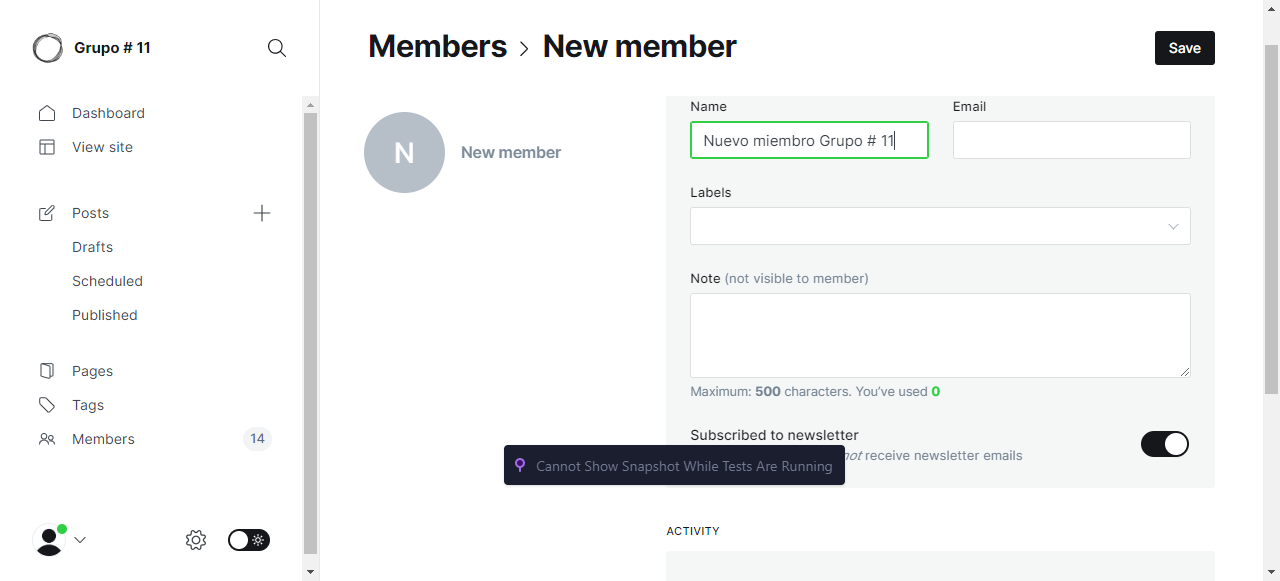 Grupo # 11
Members
New member
Save
Dashboard
View site
Posts
Drafts
Scheduled
Published
Pages
Tags
Members
14
N
New member
Name
Email
Nuevo miembro Grupo # 11
Labels
Note (not visible to member)
Maximum: 500 characters. You've used 0
Subscribed to newsletter
not receive newsletter emails
Cannot Show Snapshot While Tests Are Running
ACTIVITY